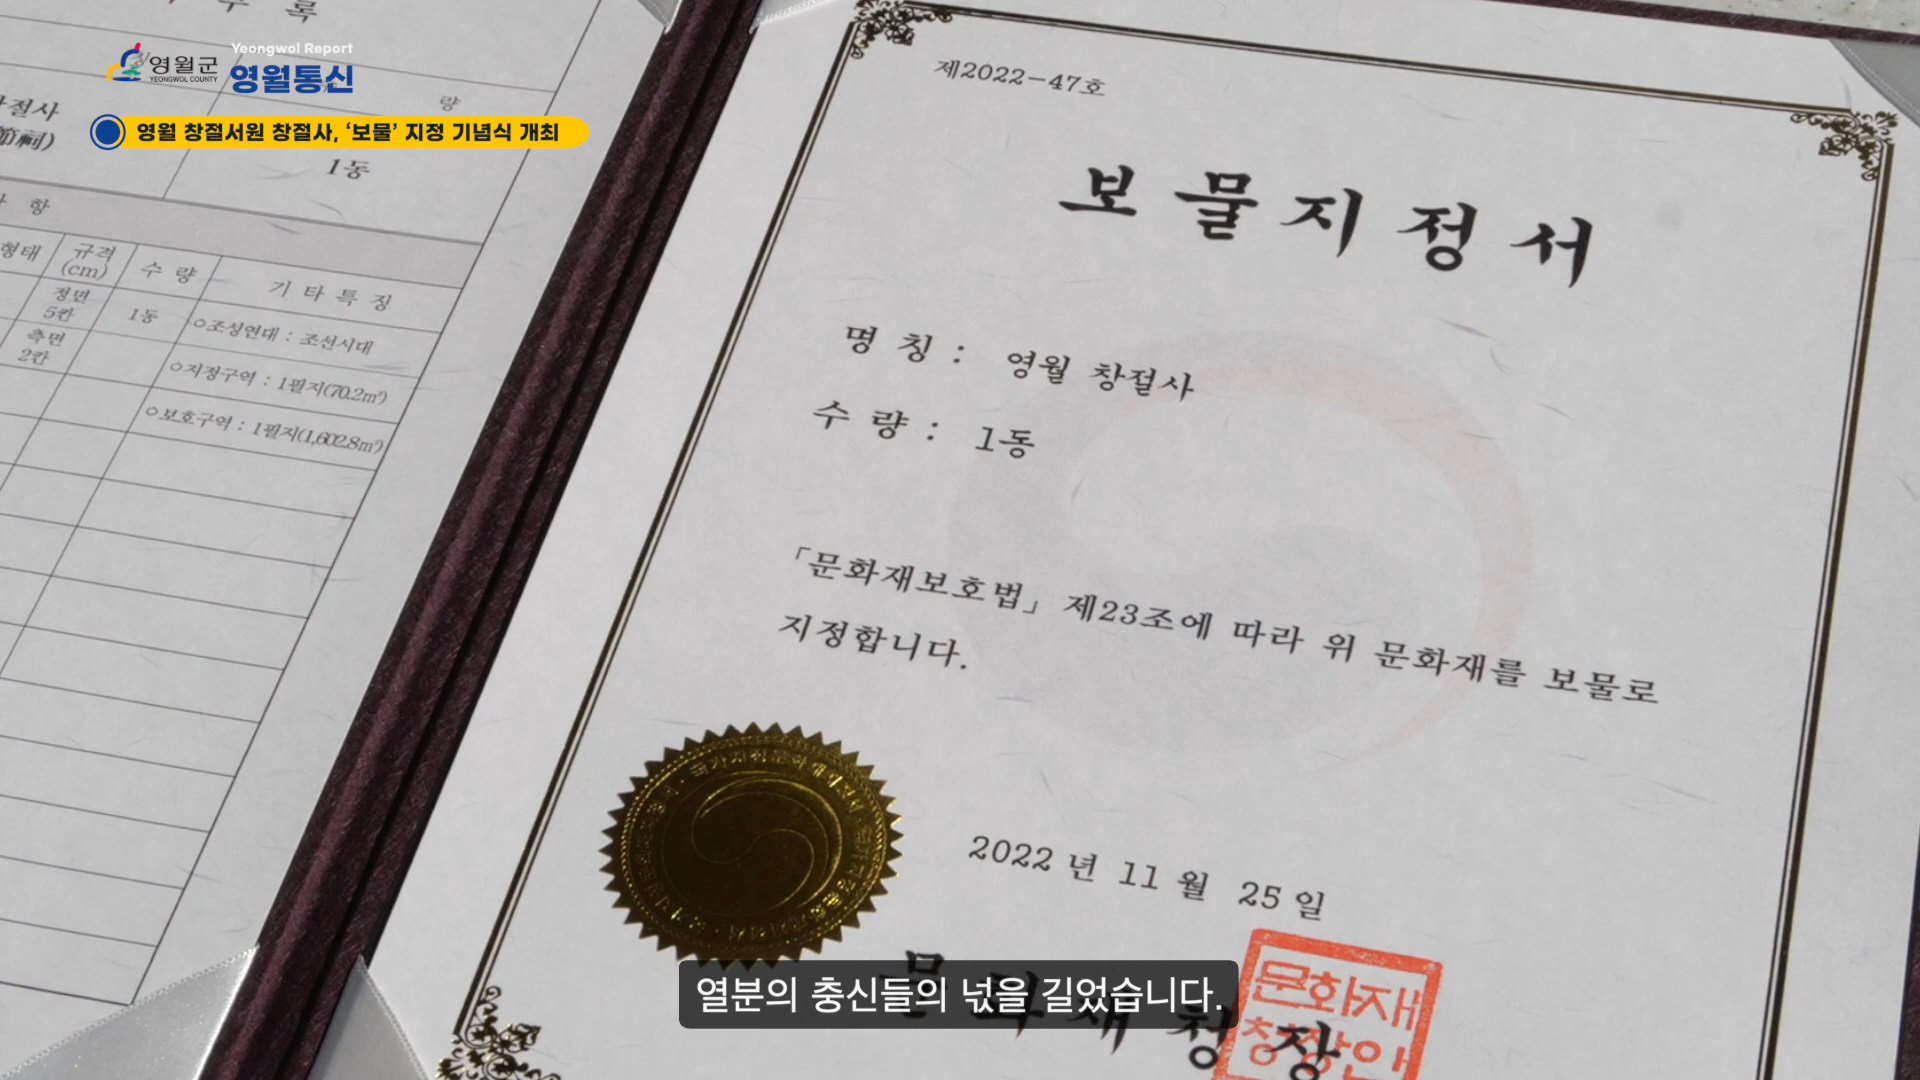 영월군
YEONGWOL COUNTY
Yeongwol Report
영월통신
영월 창절서원 창절사, ‘보물’ 지정 기념식 개최
록
량
창절사
1동
항
형태 규격(cm) 수 량 기 타 특 징
정면 5칸 1동 ○조성연대 : 조선시대
측면 2칸 ○지정구역 : 1필지(70.2㎡)
○보호구역 : 1필지(1,602.8㎡)
제2022-47호
보물지정서
명 칭 : 영월 창절사
수 량 : 1동
「문화재보호법」 제23조에 따라 위 문화재를 보물로
지정합니다.
2022 년 11 월 25 일
문화재청장
문화재
청장인
열분의 충신들의 넋을 길었습니다.